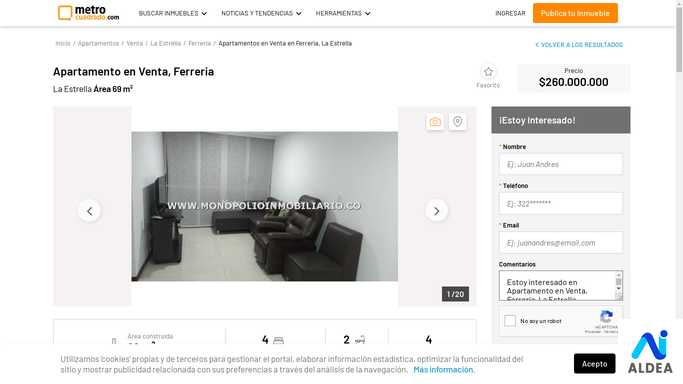 metro
cuadrado.com
BUSCAR INMUEBLES
NOTICIAS Y TENDENCIAS
HERRAMIENTAS
INGRESAR
Publica tu inmueble
Inicio / Apartamentos / Venta / La Estrella / Ferreria / Apartamentos en Venta en Ferreria, La Estrella
VOLVER A LOS RESULTADOS
Apartamento en Venta, Ferreria
La Estrella Área 69 m²
Favorito
Precio
$260.000.000
WWW.MONOPOLIOINMOBILIARIO.CO
1 / 20
¡Estoy Interesado!
* Nombre
Ej: Juan Andres
* Teléfono
Ej: 322*******
* Email
Ej: juanandres@email.com
Comentarios
Estoy interesado en
Apartamento en Venta,
Ferreria, La Estrella
No soy un robot
reCAPTCHA
Privacidad - Términos
Área construida
4
2
4
Utilizamos 'cookies' propias y de terceros para gestionar el portal, elaborar información estadística, optimizar la funcionalidad del
sitio y mostrar publicidad relacionada con sus preferencias a través del análisis de la navegación. Más información.
Acepto
ALDEA